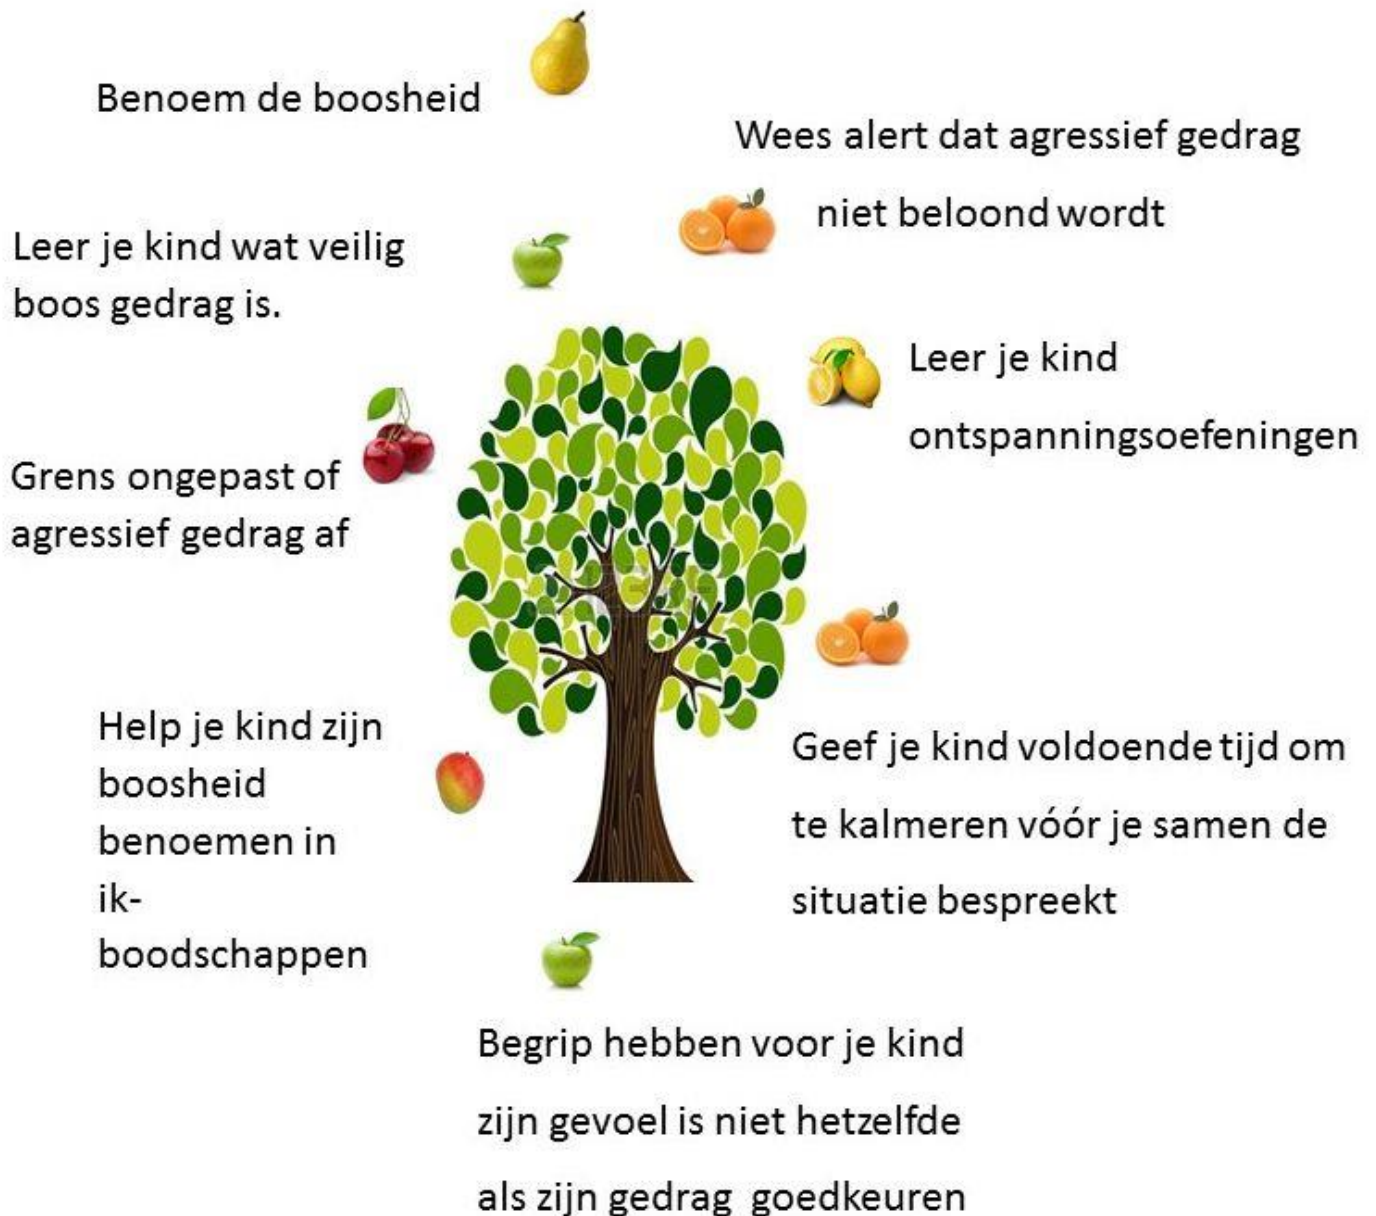 Benoem de boosheid
Wees alert dat agressief gedrag
niet beloond wordt
Leer je kind wat veilig
boos gedrag is.
Leer je kind
ontspanningsoefeningen
Grens ongepast of
agressief gedrag af
Help je kind zijn
boosheid
benoemen in
ik-
boodschappen
Geef je kind voldoende tijd om
te kalmeren vóór je samen de
situatie bespreekt
Begrip hebben voor je kind
zijn gevoel is niet hetzelfde
als zijn gedrag goedkeuren